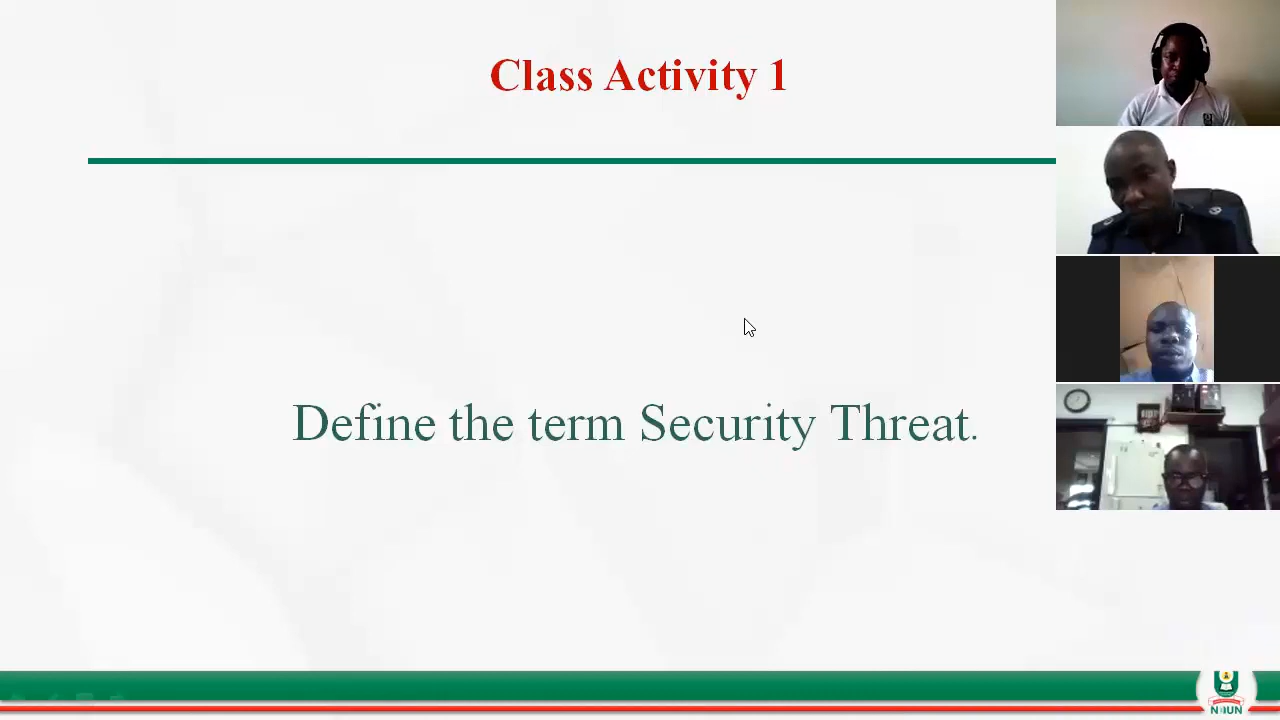 Class Activity 1
Define the term Security Threat.
NOUN